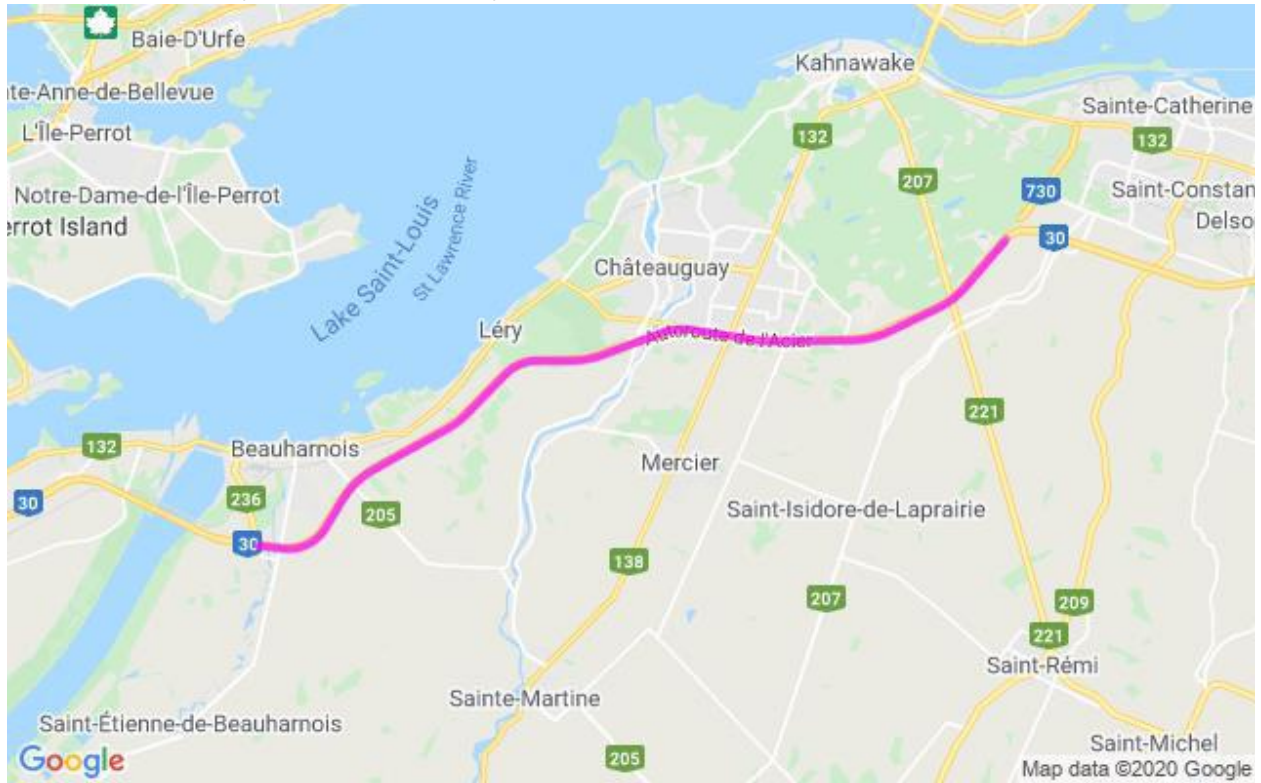 Baie-D'Urfe
Kahnawake
te-Anne-de-Bellevue
Sainte-Catherine
L'Île-Perrot
132
132
207
730
Notre-Dame-de-l'Île-Perrot
Saint-Constan
errot Island
Delso
30
Lake Saint-Louis
St Lawrence River
Châteauguay
Léry
Autoroute de l'Acier
221
132
Beauharnois
Mercier
30
236
205
Saint-Isidore-de-Laprairie
30
138
207
209
221
Saint-Rémi
Sainte-Martine
Saint-Étienne-de-Beauharnois
Saint-Michel
Google
205
Map data ©2020 Google